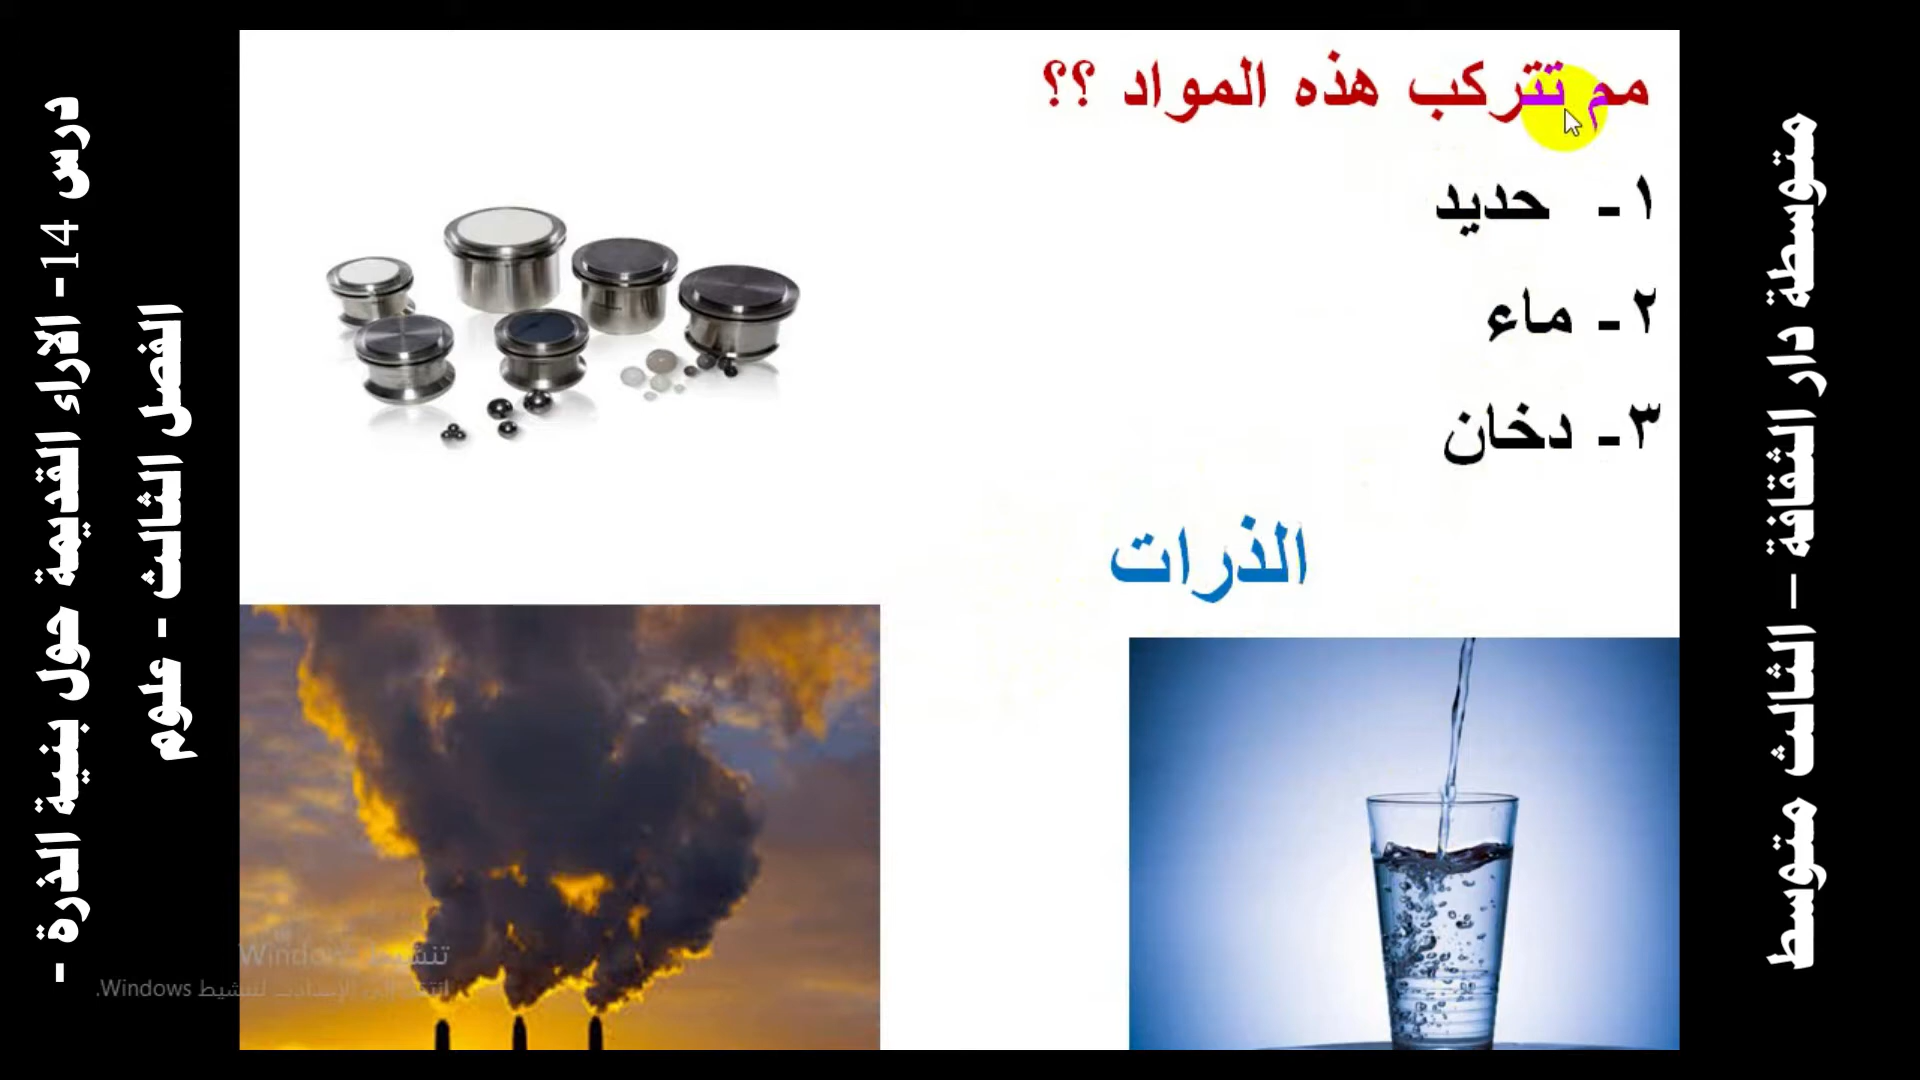 مم تتركب هذه المواد ؟؟
١- حديد
٢- ماء
٣- دخان
الذرات
متوسطة دار الثقافة – الثالث متوسط
درس 14- الاراء القديمة حول بنية الذرة -
الفصل الثالث - علوم
تنشيط Windows
انتقل إلى الإعدادات لتنشيط Windows.